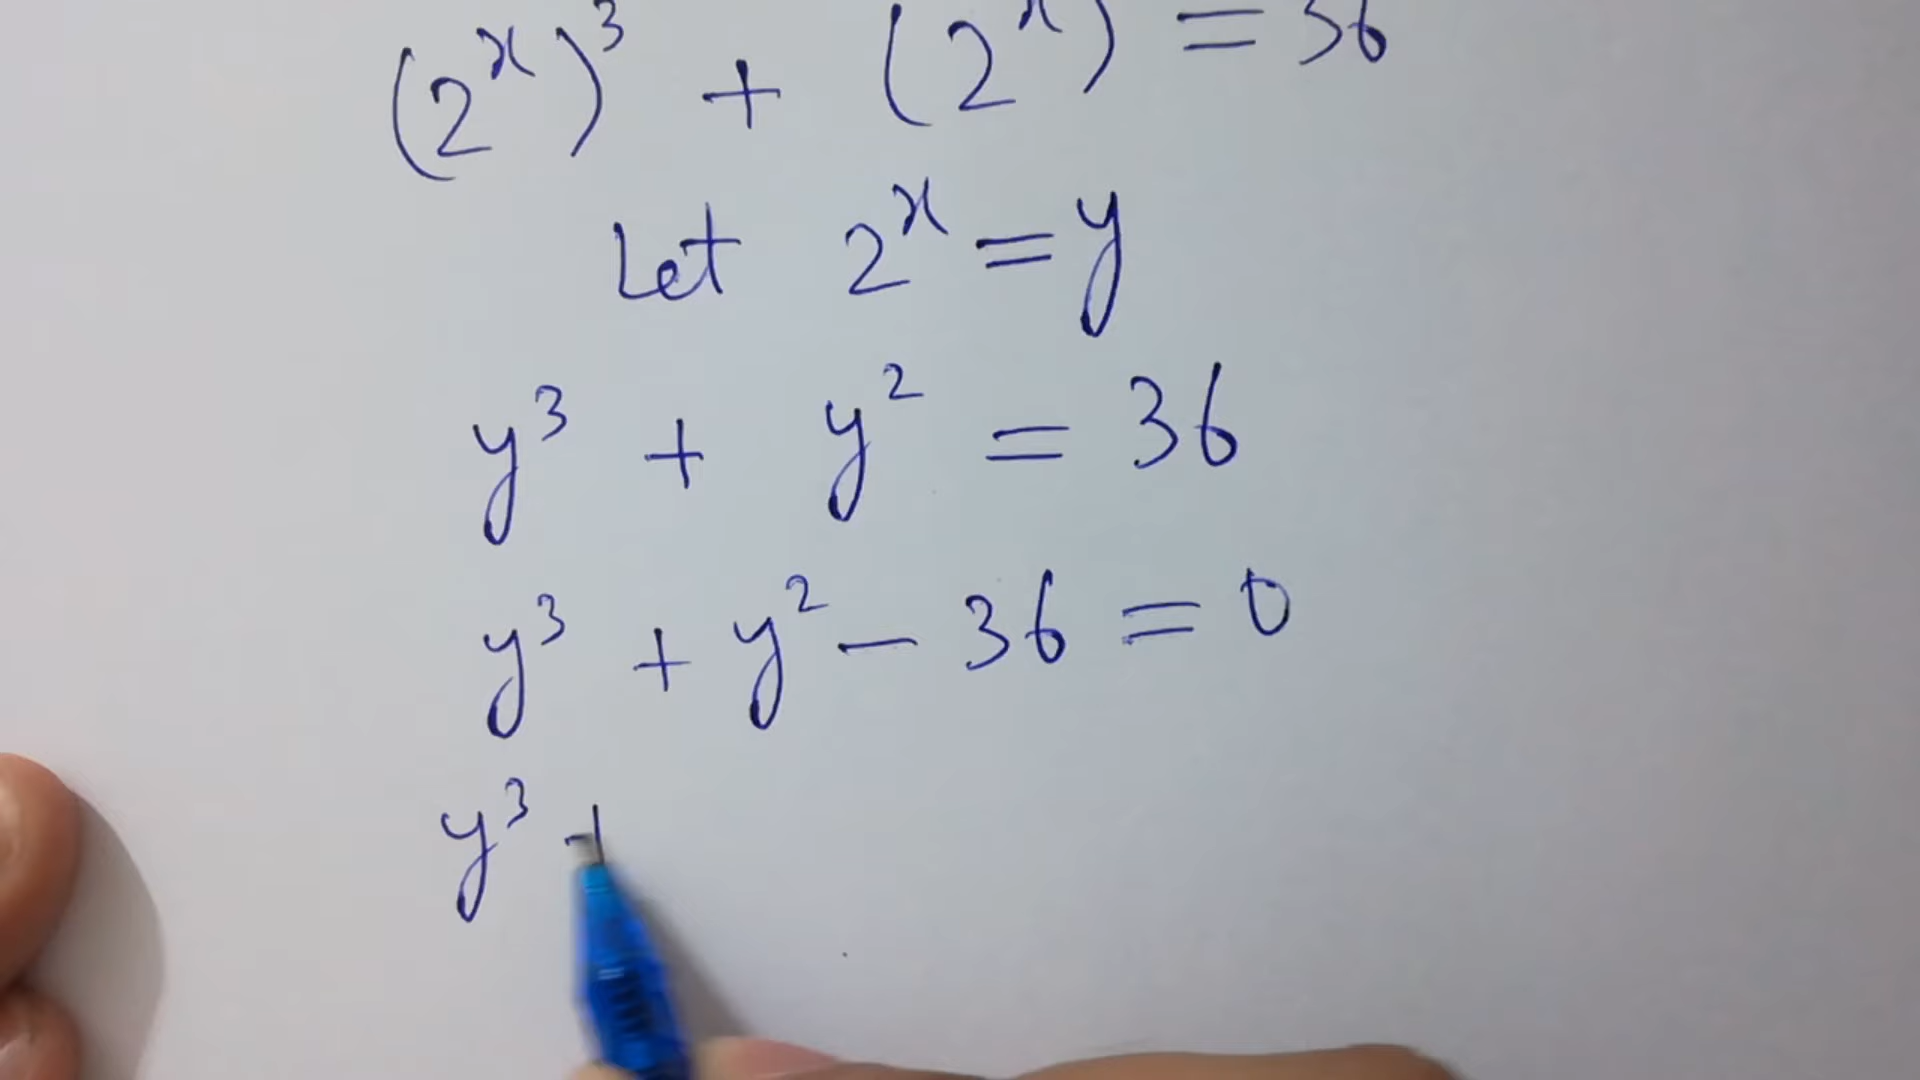 (2^x)^3 + (2^x) = 36
Let 2^x = y
y^3 + y^2 = 36
y^3 + y^2 - 36 = 0
y^3 +